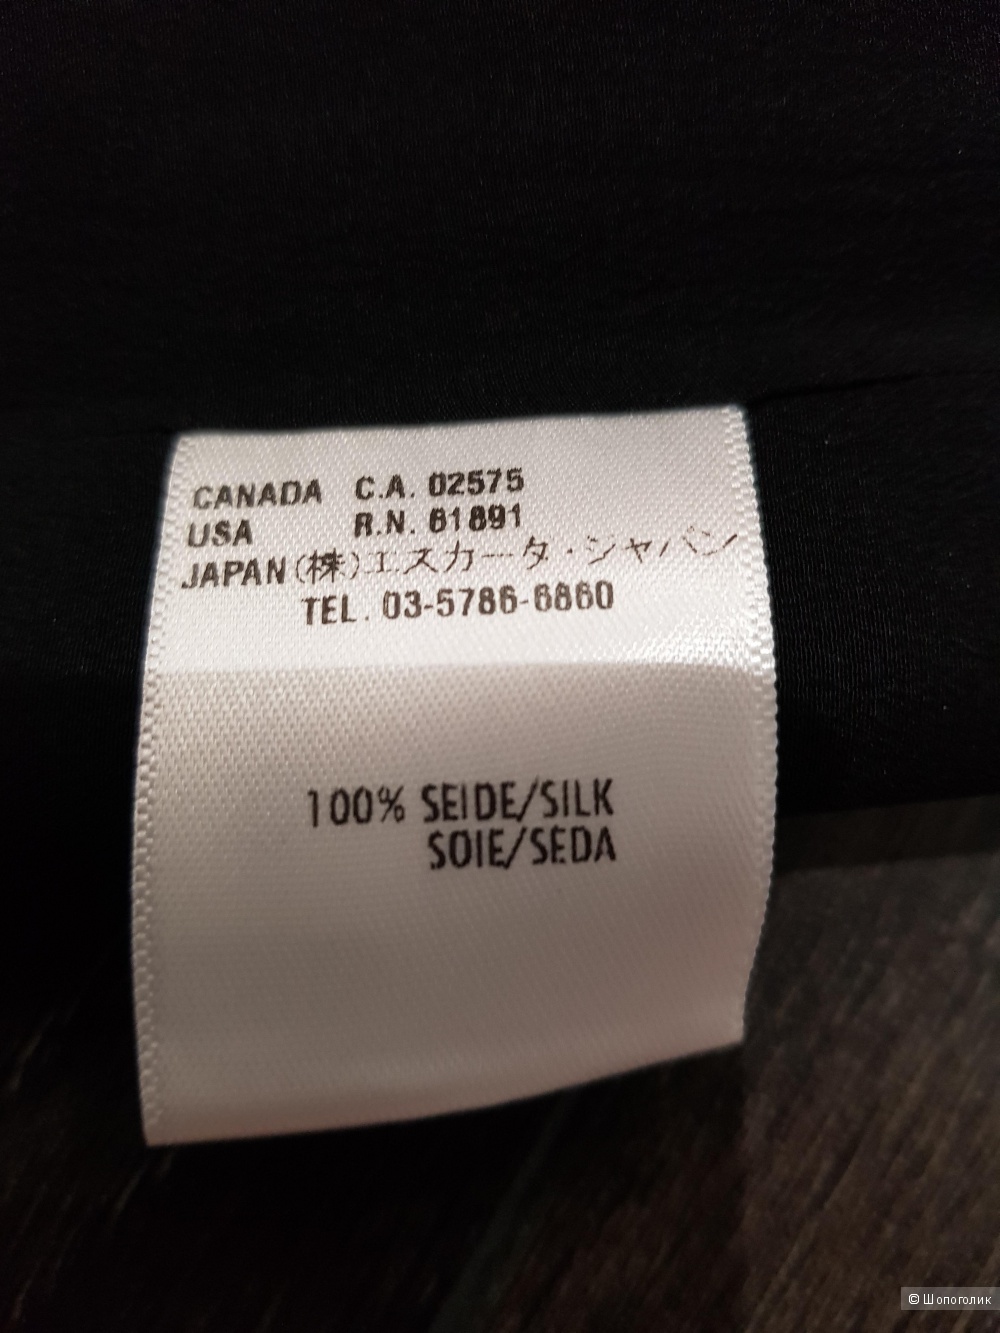 CANADA C.A. 02575
USA R.N. 61891
JAPAN (株)エスカーダ・ジャパン
TEL. 03-5786-6860
100% SEIDE/SILK
SOIE/SEDA
© Шопоголик